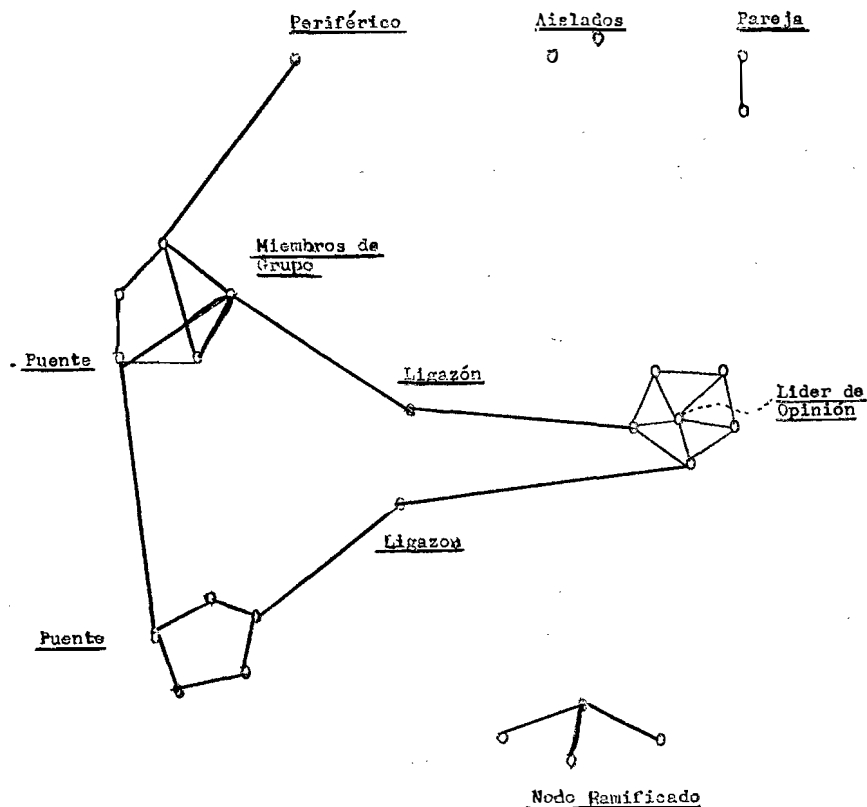 Periférico
Aislados
Pareja
Miembros de
Grupo
Puente
Ligazón
Lider de
Opinión
Ligazon
Puente
Nodo Ramificado